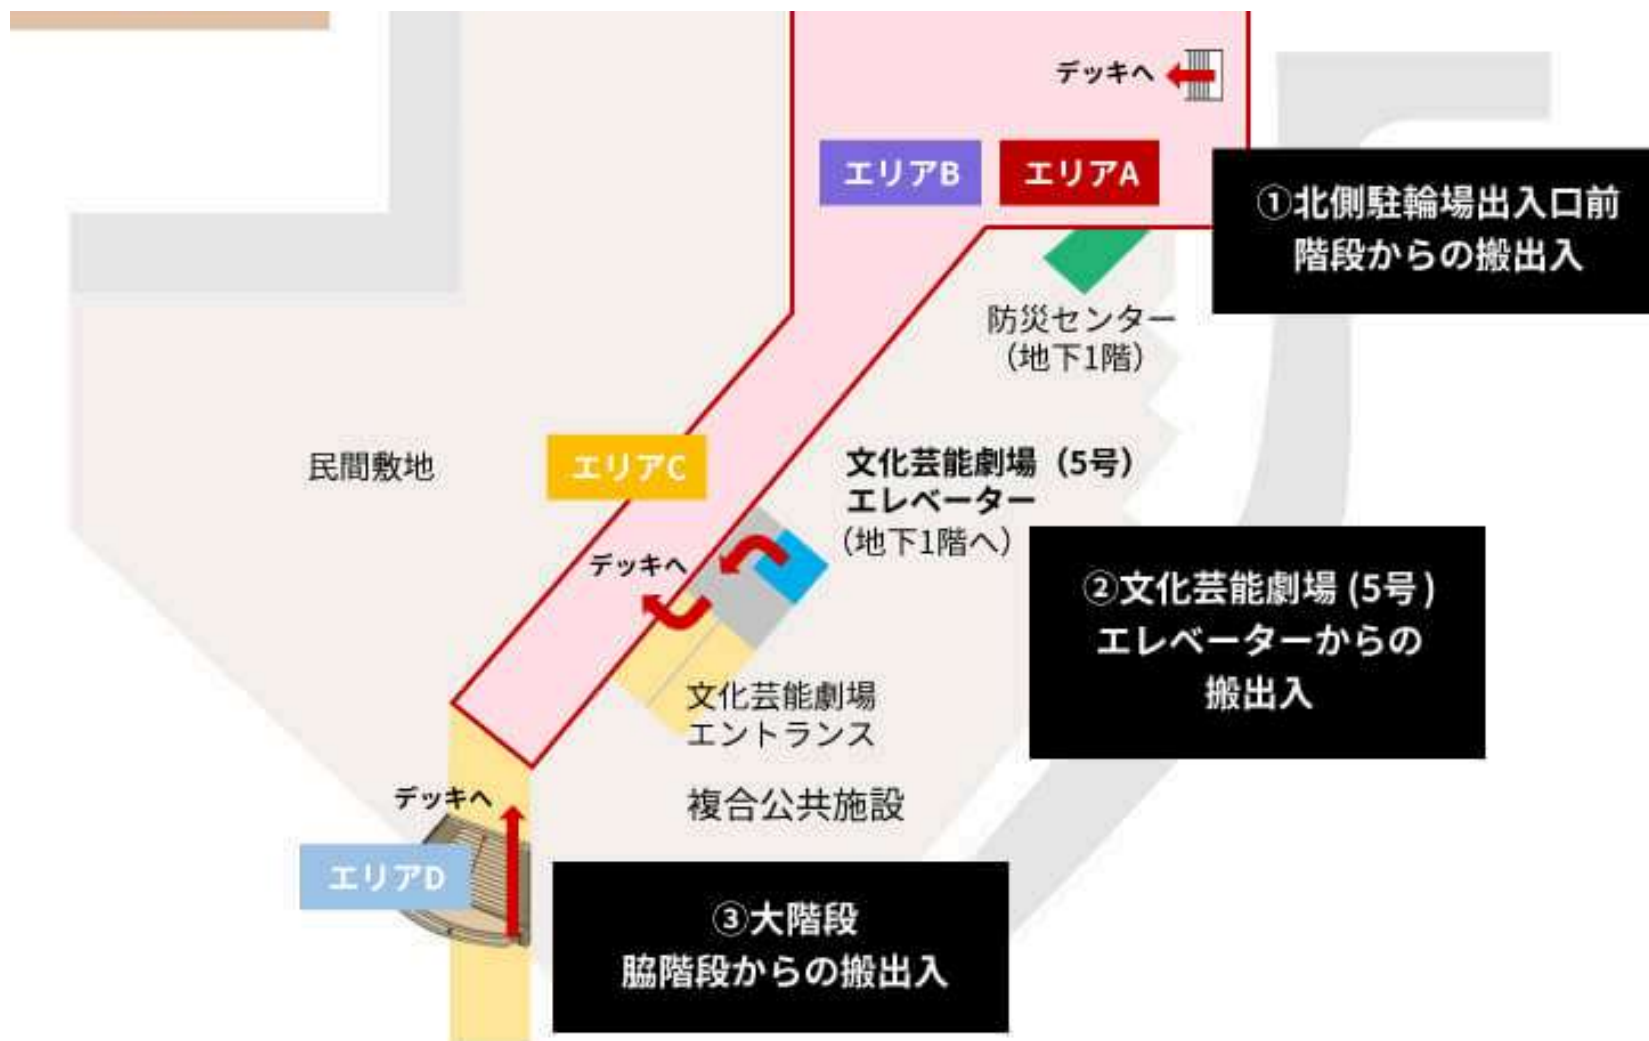 デッキへ
エリアB
エリアA
①北側駐輪場出入口前
階段からの搬出入
防災センター
（地下1階）
民間敷地
エリアC
文化芸能劇場（5号）
エレベーター
（地下1階へ）
デッキへ
②文化芸能劇場(5号)
エレベーターからの
搬出入
文化芸能劇場
エントランス
デッキへ
複合公共施設
エリアD
③大階段
脇階段からの搬出入